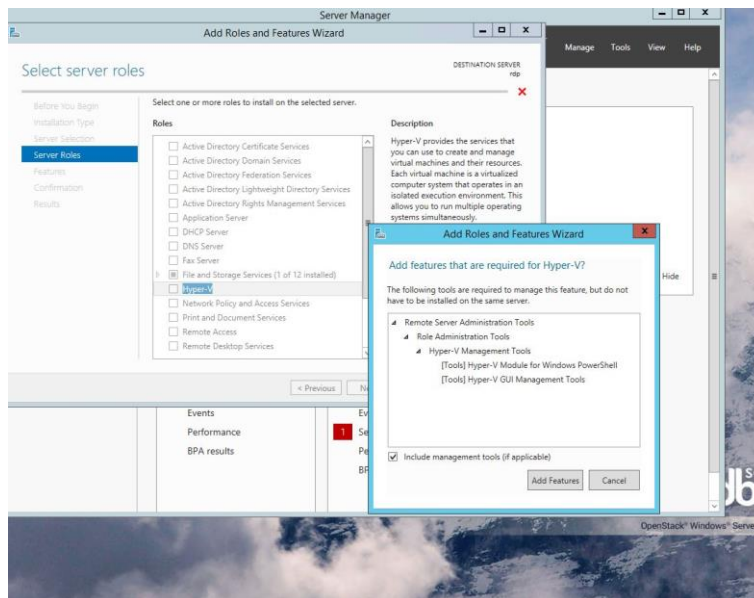 Server Manager
Add Roles and Features Wizard
Manage Tools View Help
Select server roles
DESTINATION SERVER
rdp
Before You Begin
Installation Type
Server Selection
Server Roles
Features
Confirmation
Results
Select one or more roles to install on the selected server.
Roles
Active Directory Certificate Services
Active Directory Domain Services
Active Directory Federation Services
Active Directory Lightweight Directory Services
Active Directory Rights Management Services
Application Server
DHCP Server
DNS Server
Fax Server
File and Storage Services (1 of 12 installed)
Hyper-V
Network Policy and Access Services
Print and Document Services
Remote Access
Remote Desktop Services
Description
Hyper-V provides the services that
you can use to create and manage
virtual machines and their resources.
Each virtual machine is a virtualized
computer system that operates in an
isolated execution environment. This
allows you to run multiple operating
systems simultaneously.
< Previous
Hide
Add Roles and Features Wizard
Add features that are required for Hyper-V?
The following tools are required to manage this feature, but do not
have to be installed on the same server.
Remote Server Administration Tools
Role Administration Tools
Hyper-V Management Tools
[Tools] Hyper-V Module for Windows PowerShell
[Tools] Hyper-V GUI Management Tools
Include management tools (if applicable)
Add Features Cancel
Events
Performance
BPA results
1
OpenStack® Windows® Serve